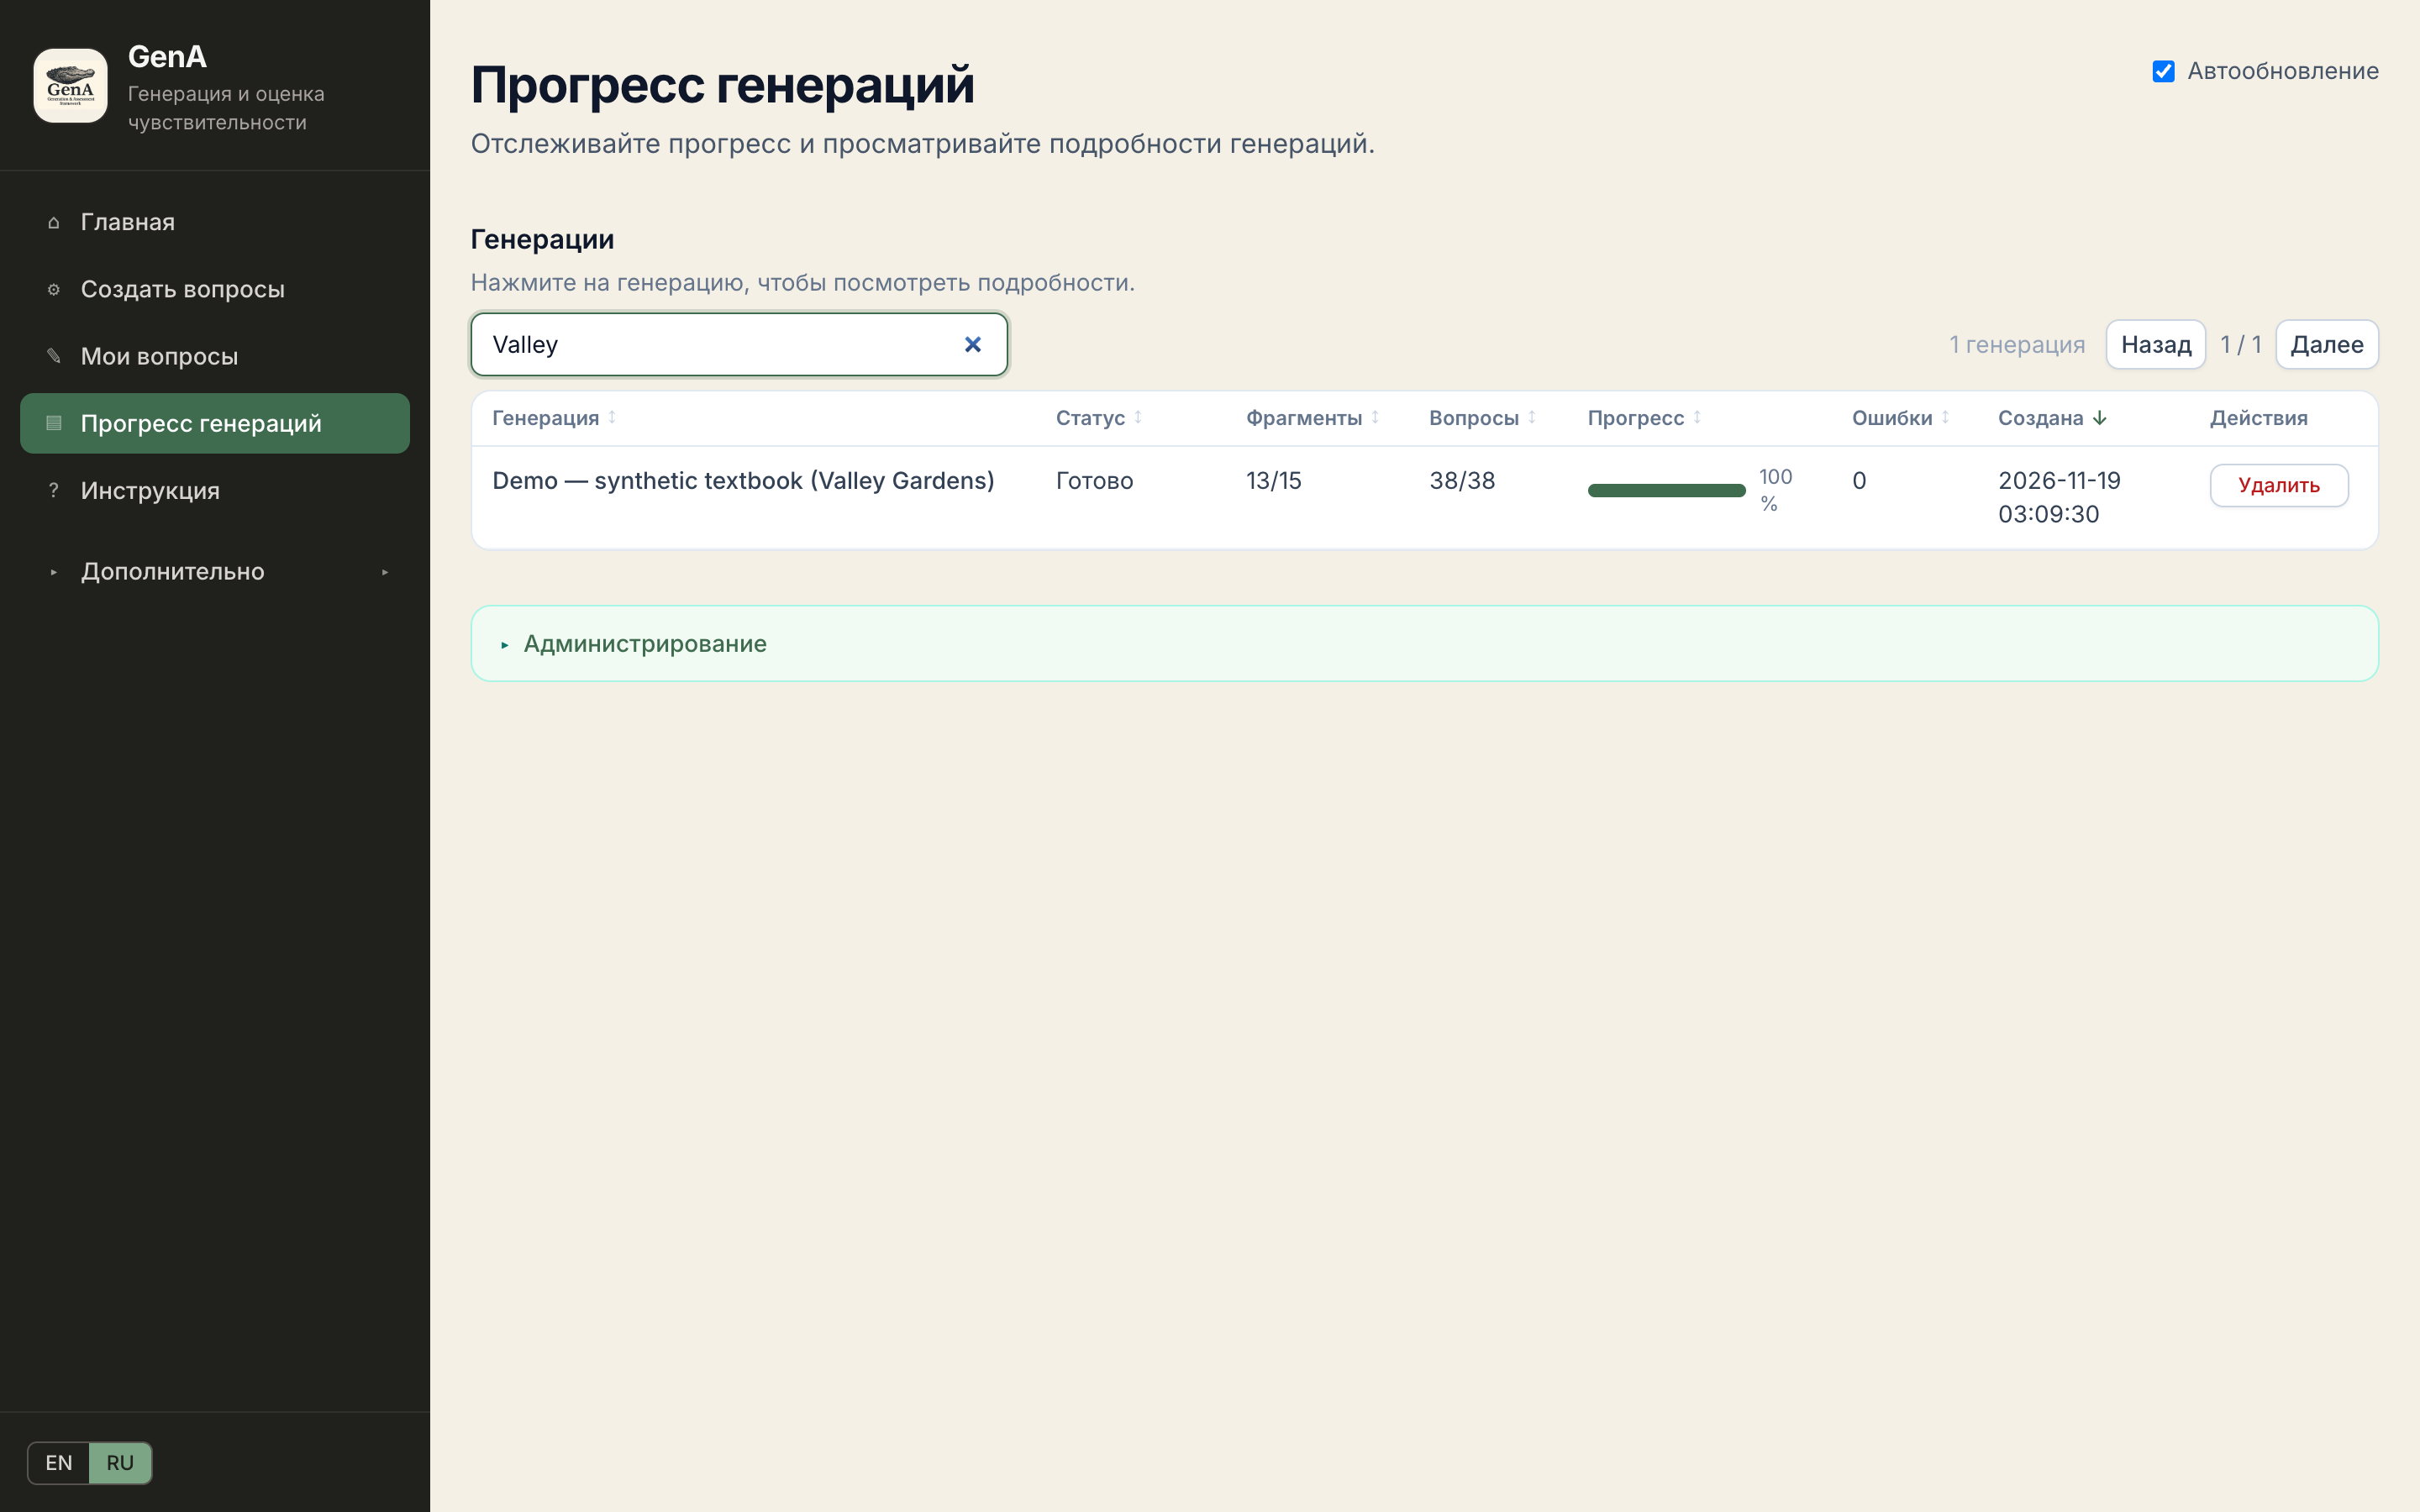 GenA
Генерация и оценка
чувствительности
GenA
Главная
Создать вопросы
Мои вопросы
Прогресс генераций
? Инструкция
Дополнительно
EN RU
Прогресс генераций
Автообновление
Отслеживайте прогресс и просматривайте подробности генераций.
Генерации
Нажмите на генерацию, чтобы посмотреть подробности.
Valley
1 генерация Назад 1 / 1 Далее
Генерация Статус Фрагменты Вопросы Прогресс Ошибки Создана Действия
Demo — synthetic textbook (Valley Gardens) Готово 13/15 38/38 100 % 0 2026-11-19 03:09:30 Удалить
Администрирование